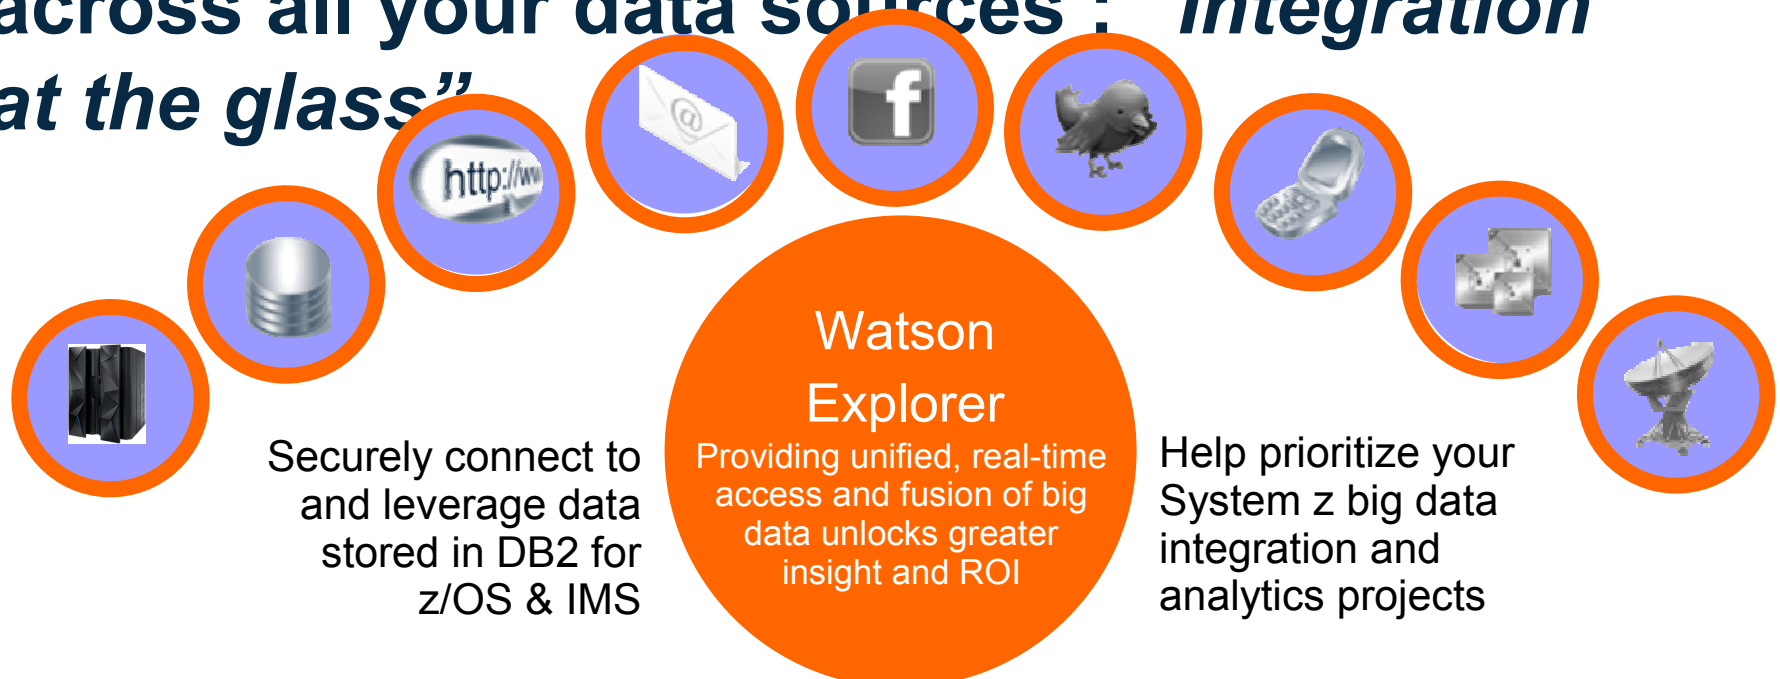 across all your data sources : "Integration
at the glass”
http://ww
@
f
Watson
Explorer
Providing unified, real-time
access and fusion of big
data unlocks greater
insight and ROI
Securely connect to
and leverage data
stored in DB2 for
z/OS & IMS
Help prioritize your
System z big data
integration and
analytics projects